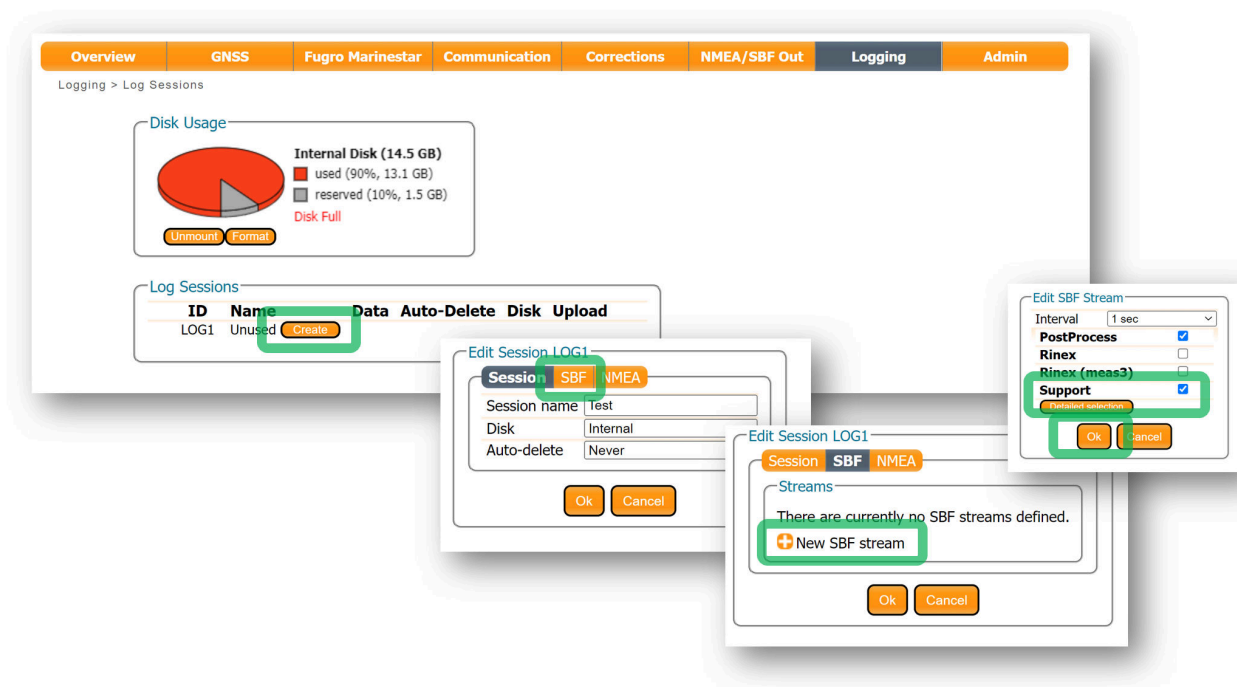 Overview GNSS Fugro Marinestar Communication Corrections NMEA/SBF Out Logging Admin
Logging > Log Sessions
Disk Usage
Internal Disk (14.5 GB)
used (90%, 13.1 GB)
reserved (10%, 1.5 GB)
Disk Full
Unmount Format
Log Sessions
ID Name Data Auto-Delete Disk Upload
LOG1 Unused Create
Edit Session LOG1
Session SBF NMEA
Session name Test
Disk Internal
Auto-delete Never
Ok Cancel
Edit Session LOG1
Session SBF NMEA
Streams
There are currently no SBF streams defined.
New SBF stream
Ok Cancel
Edit SBF Stream
Interval 1 sec
PostProcess
Rinex
Rinex (meas3)
Support
Detailed selection
Ok Cancel